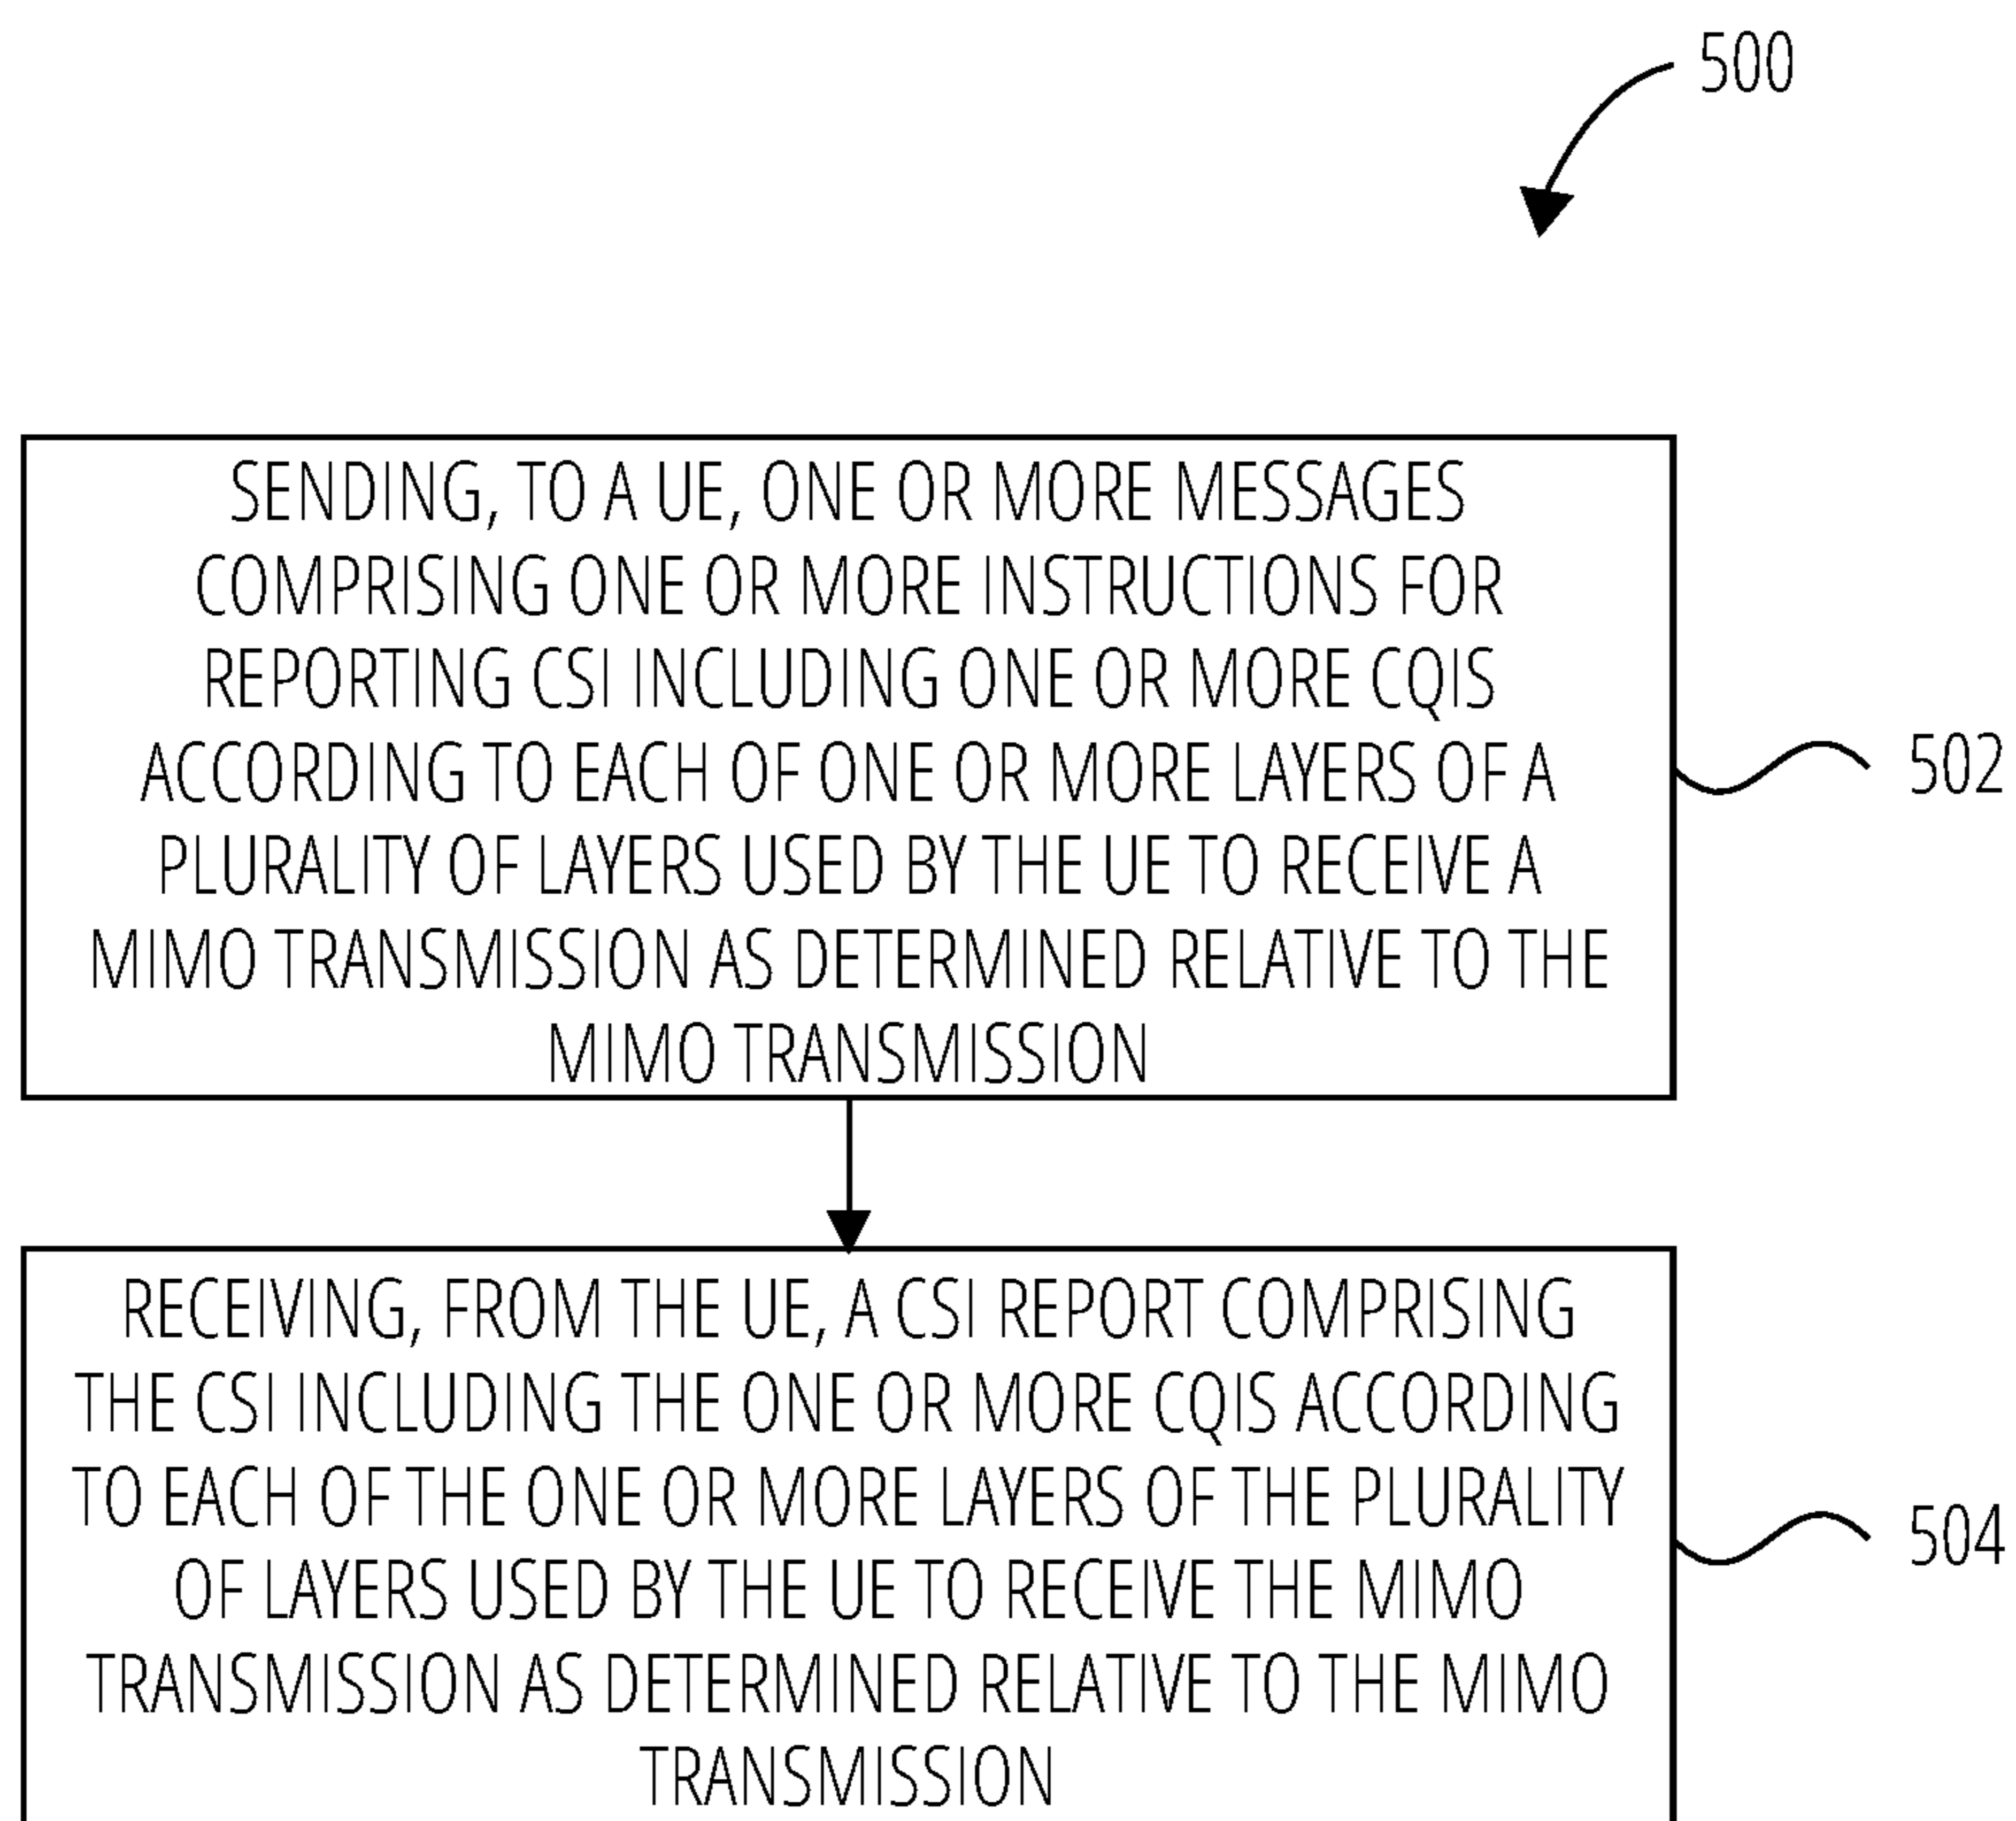 500
SENDING, TO A UE, ONE OR MORE MESSAGES
COMPRISING ONE OR MORE INSTRUCTIONS FOR
REPORTING CSI INCLUDING ONE OR MORE CQIS
ACCORDING TO EACH OF ONE OR MORE LAYERS OF A
PLURALITY OF LAYERS USED BY THE UE TO RECEIVE A
MIMO TRANSMISSION AS DETERMINED RELATIVE TO THE
MIMO TRANSMISSION
502
RECEIVING, FROM THE UE, A CSI REPORT COMPRISING
THE CSI INCLUDING THE ONE OR MORE CQIS ACCORDING
TO EACH OF THE ONE OR MORE LAYERS OF THE PLURALITY
OF LAYERS USED BY THE UE TO RECEIVE THE MIMO
TRANSMISSION AS DETERMINED RELATIVE TO THE MIMO
TRANSMISSION
504